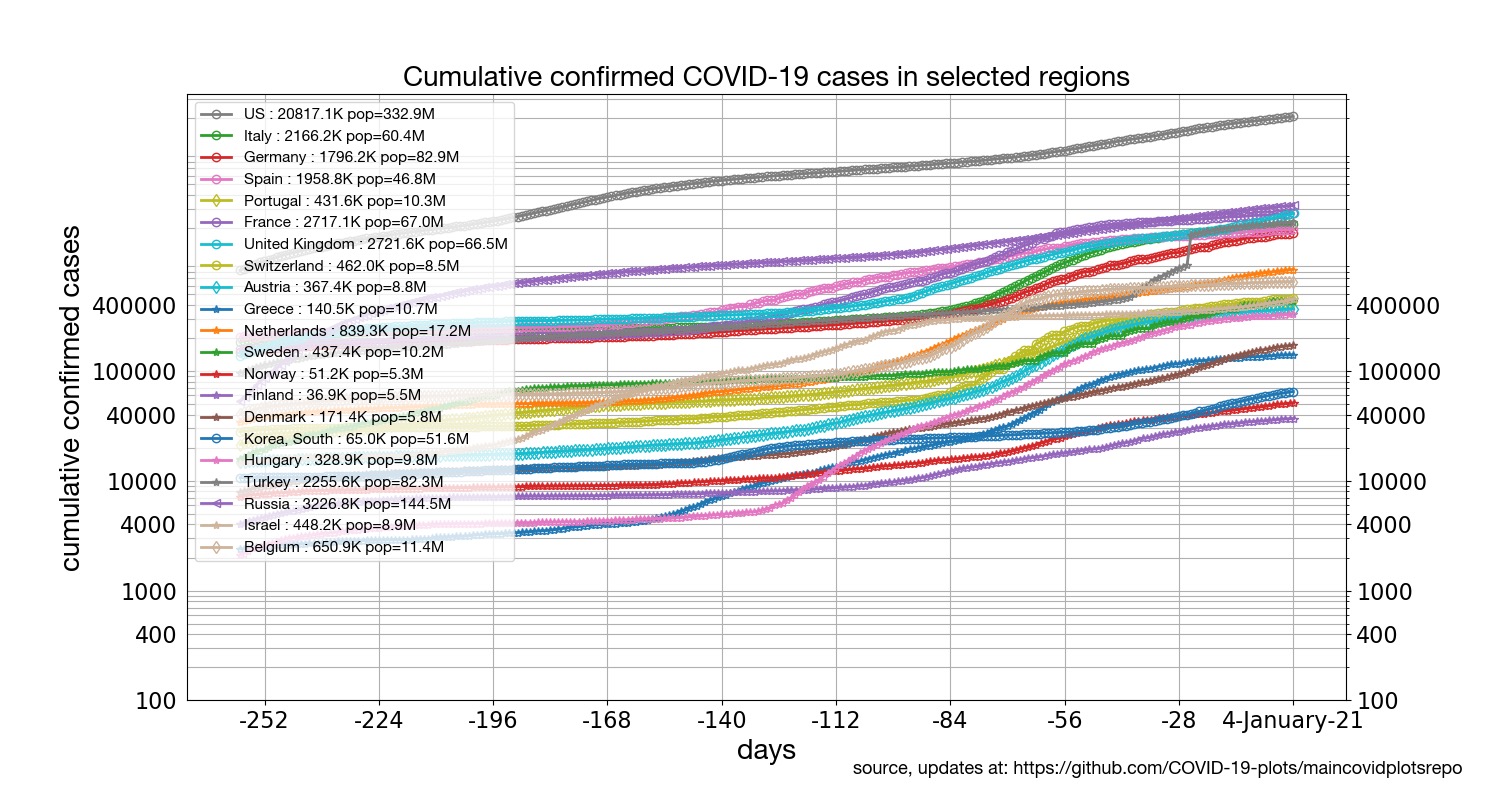 Cumulative confirmed COVID-19 cases in selected regions
cumulative confirmed cases
US : 20817.1K pop=332.9M
Italy : 2166.2K pop=60.4M
Germany : 1796.2K pop=82.9M
Spain : 1958.8K pop=46.8M
Portugal : 431.6K pop=10.3M
France : 2717.1K pop=67.0M
United Kingdom : 2721.6K pop=66.5M
Switzerland : 462.0K pop=8.5M
Austria : 367.4K pop=8.8M
Greece : 140.5K pop=10.7M
Netherlands : 839.3K pop=17.2M
Sweden : 437.4K pop=10.2M
Norway : 51.2K pop=5.3M
Finland : 36.9K pop=5.5M
Denmark : 171.4K pop=5.8M
Korea, South : 65.0K pop=51.6M
Hungary : 328.9K pop=9.8M
Turkey : 2255.6K pop=82.3M
Russia : 3226.8K pop=144.5M
Israel : 448.2K pop=8.9M
Belgium : 650.9K pop=11.4M
400000 400000
100000 100000
40000 40000
10000 10000
4000 4000
1000 1000
400 400
100 100
-252 -224 -196 -168 -140 -112 -84 -56 -28 4-January-21
days
source, updates at: https://github.com/COVID-19-plots/maincovidplotsrepo